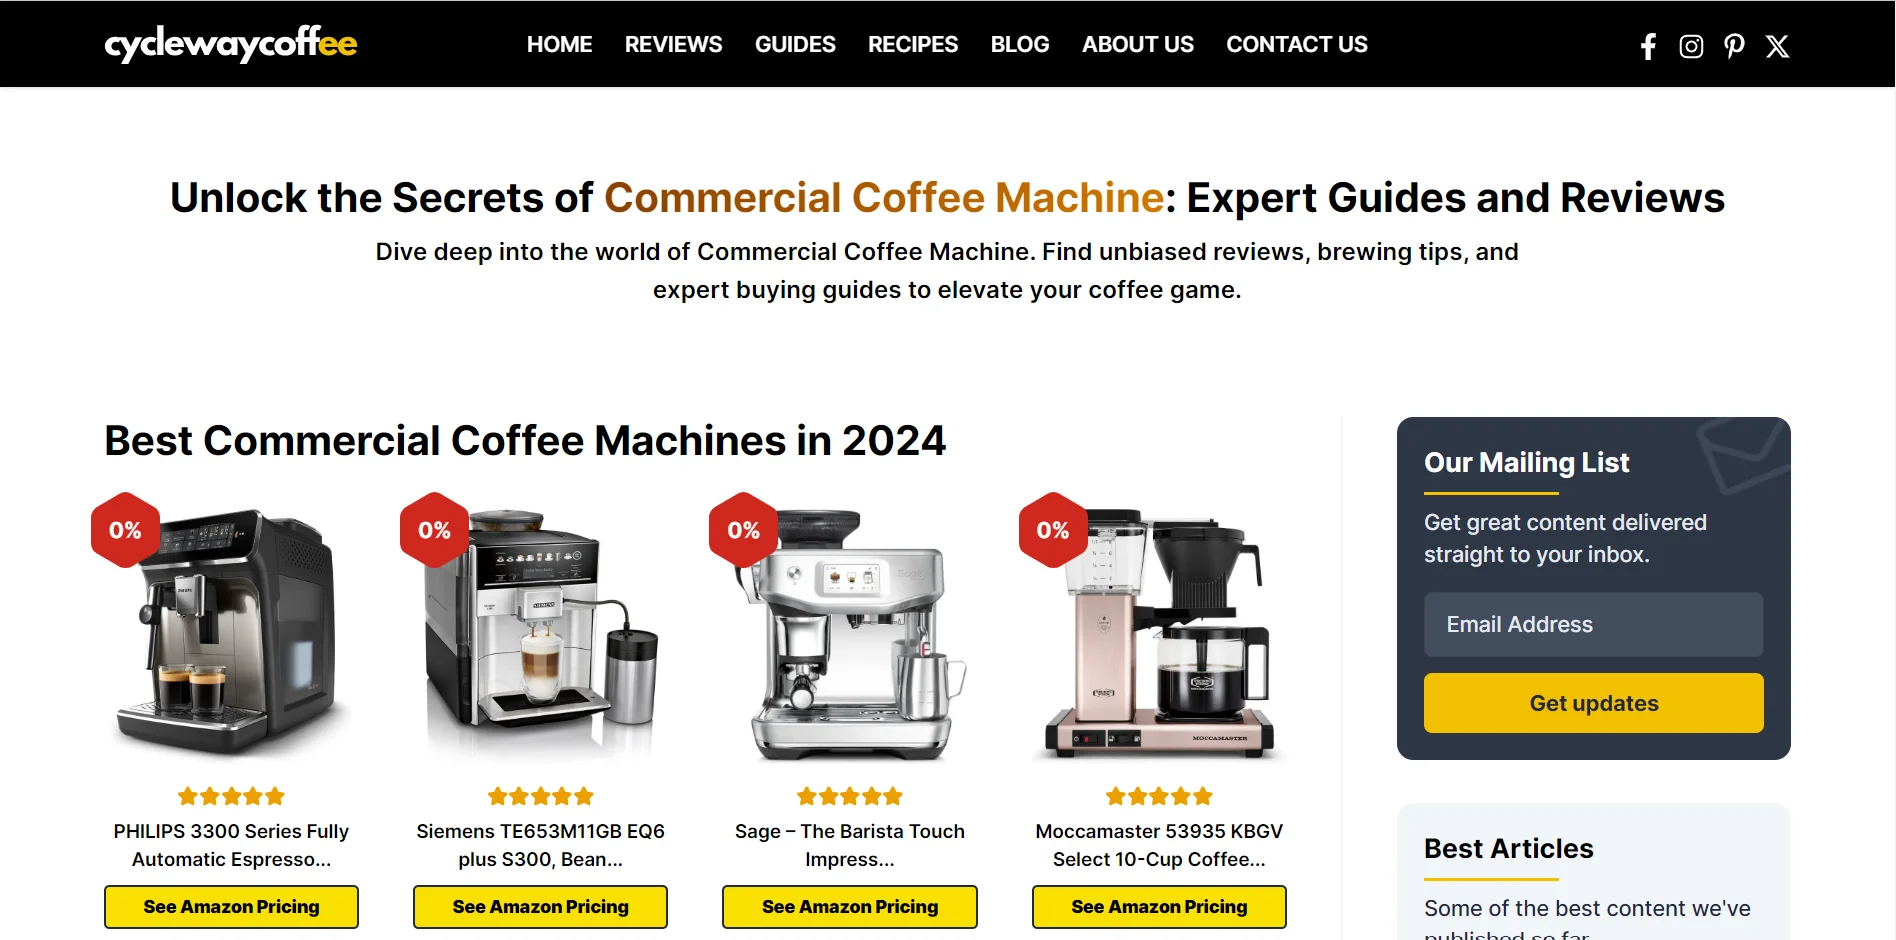 cyclewaycoffee
HOME REVIEWS GUIDES RECIPES BLOG ABOUT US CONTACT US
Unlock the Secrets of Commercial Coffee Machine: Expert Guides and Reviews
Dive deep into the world of Commercial Coffee Machine. Find unbiased reviews, brewing tips, and
expert buying guides to elevate your coffee game.
Best Commercial Coffee Machines in 2024
0%
0%
0%
0%
SIEMENS
MOCCAMASTER
PHILIPS 3300 Series Fully
Automatic Espresso...
See Amazon Pricing
Siemens TE653M11GB EQ6
plus S300, Bean...
See Amazon Pricing
Sage – The Barista Touch
Impress...
See Amazon Pricing
Moccamaster 53935 KBGV
Select 10-Cup Coffee...
See Amazon Pricing
Our Mailing List
Get great content delivered
straight to your inbox.
Email Address
Get updates
Best Articles
Some of the best content we've
published so far